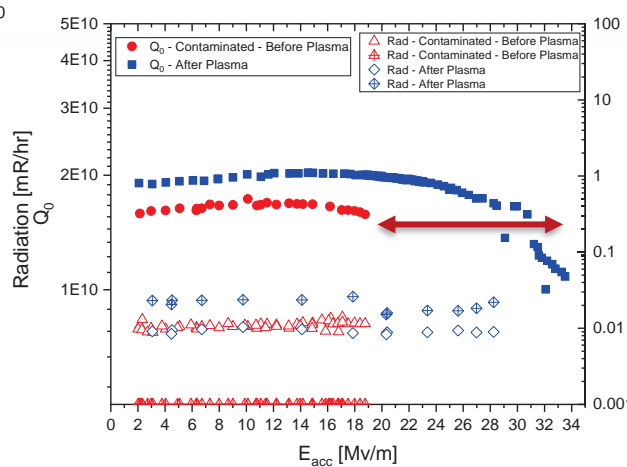 0
5E10
4E10
3E10
2E10
1E10
Radiation [mR/hr]
Q0
Q0 - Contaminated - Before Plasma
Q0 - After Plasma
Rad - Contaminated - Before Plasma
Rad - Contaminated - Before Plasma
Rad - After Plasma
Rad - After Plasma
100
10
1
0.1
0.01
0.001
0 2 4 6 8 10 12 14 16 18 20 22 24 26 28 30 32 34
Eacc [Mv/m]